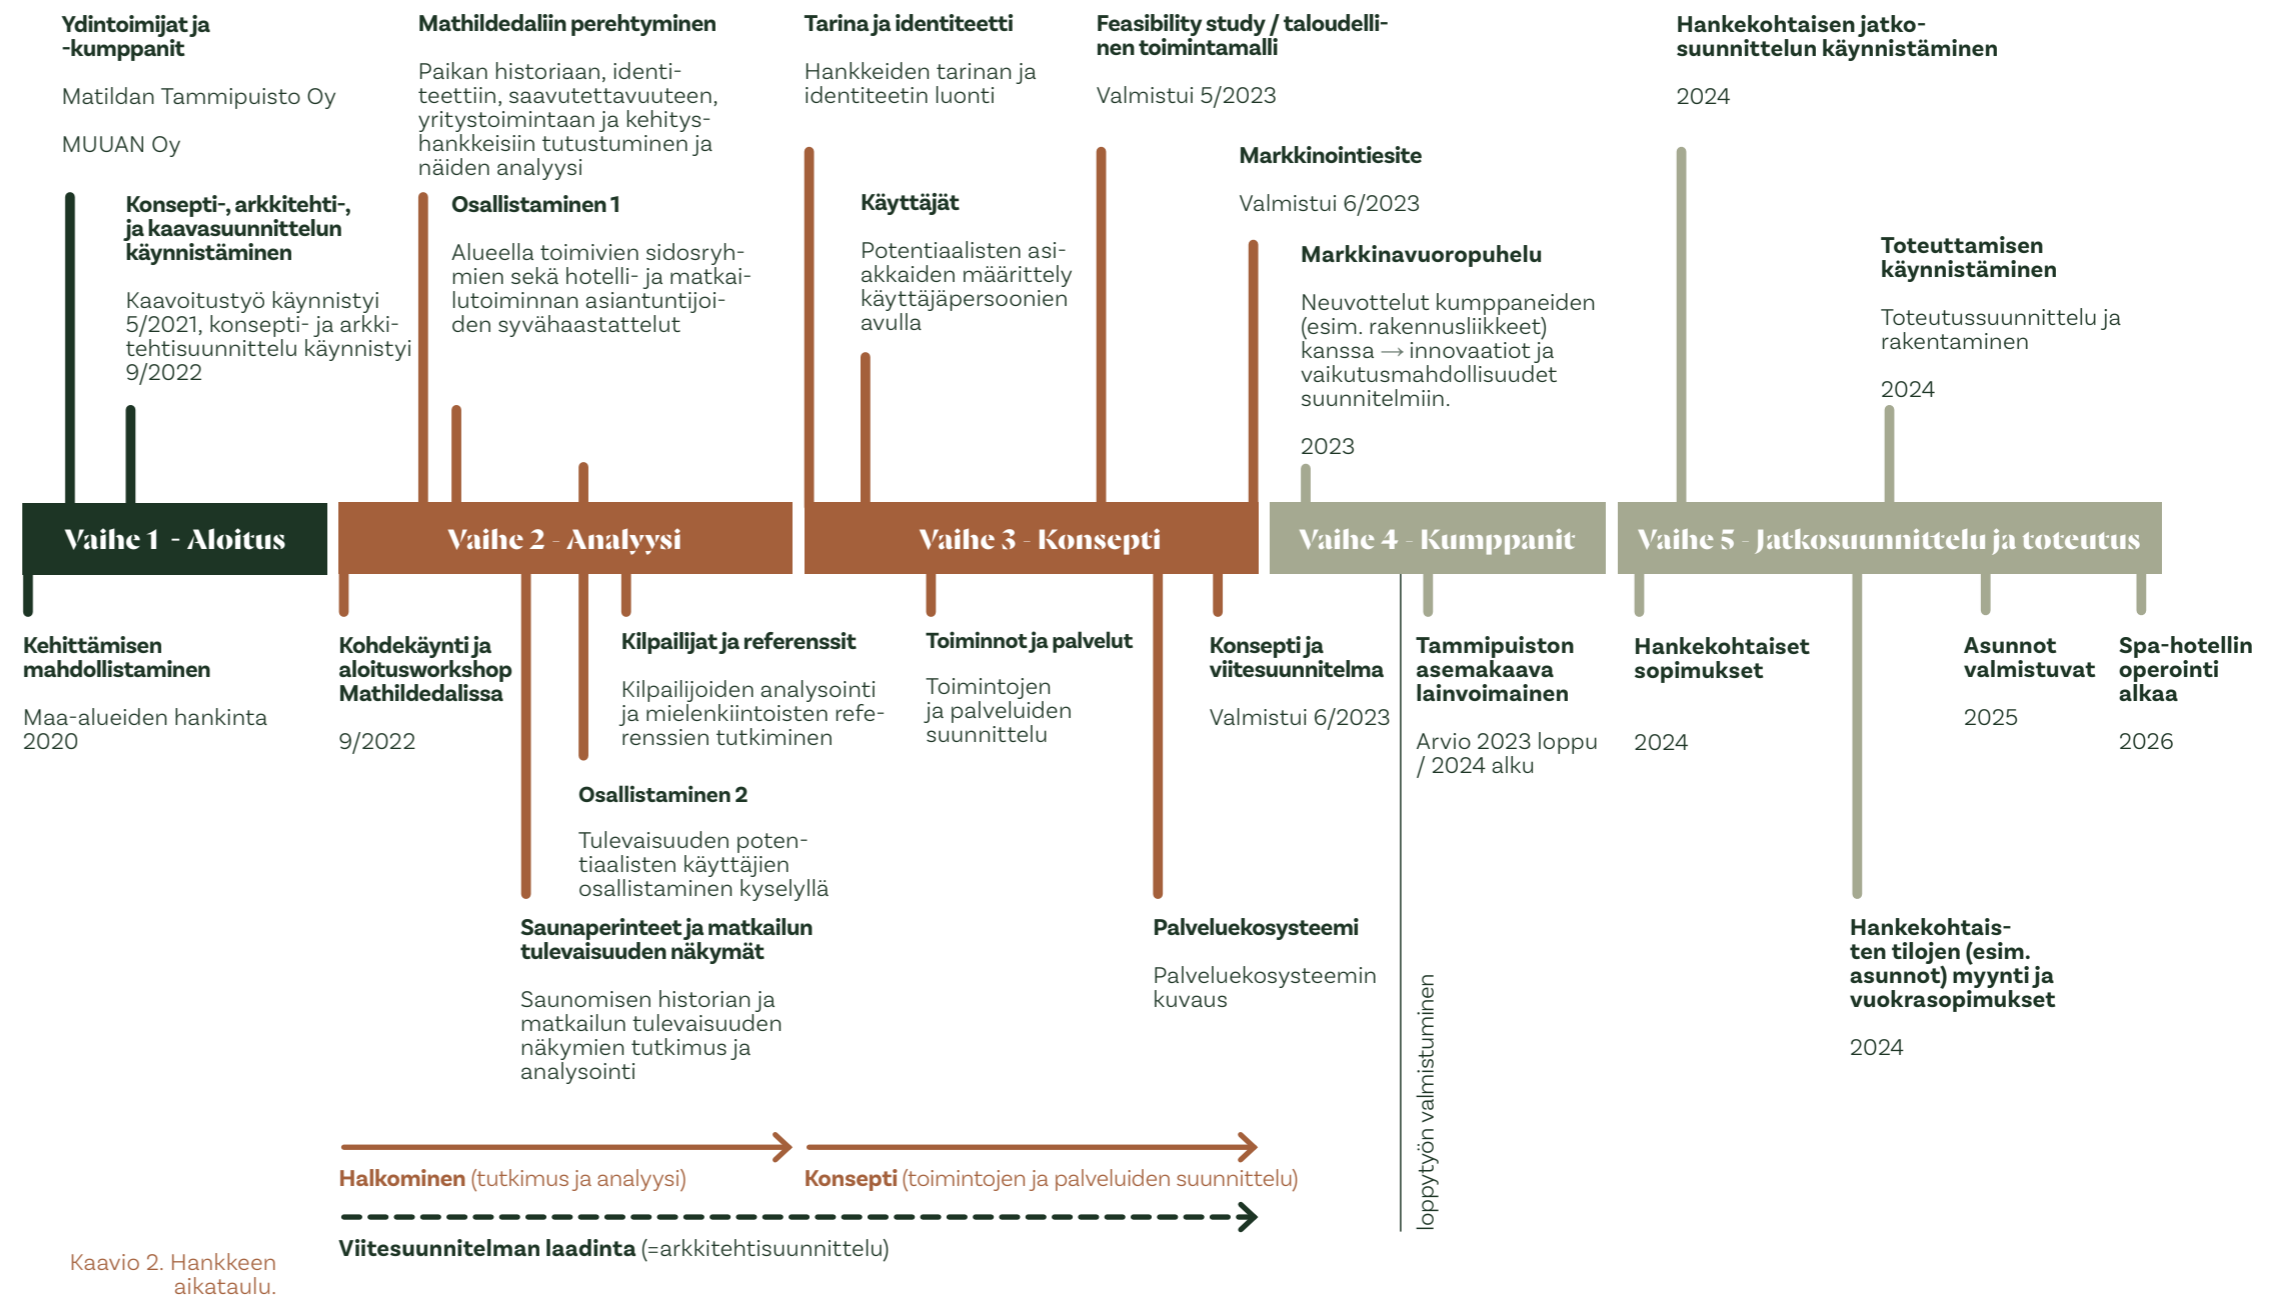 Ydintoimijat ja
-kumppanit
Matildan Tammipuisto Oy
MUUAN Oy
Konsepti-, arkkitehti-,
ja kaavasuunnittelun
käynnistäminen
Kaavoitustyö käynnistyi
5/2021, konsepti- ja arkki-
tehtisuunnittelu käynnistyi
9/2022
Mathildedaliin perehtyminen
Paikan historiaan, identi-
teettiin, saavutettavuuteen,
yritystoimintaan ja kehitys-
hankkeisiin tutustuminen ja
näiden analyysi
Osallistaminen 1
Alueella toimivien sidosryh-
mien sekä hotelli- ja matkai-
lutoiminnan asiantuntijoi-
den syvähaastattelut
Tarina ja identiteetti
Hankkeiden tarinan ja
identiteetin luonti
Käyttäjät
Potentiaalisten asi-
akkaiden määrittely
käyttäjäpersoonien
avulla
Feasibility study / taloudelli-
nen toimintamalli
Valmistui 5/2023
Markkinointiesite
Valmistui 6/2023
Markkinavuoropuhelu
Neuvottelut kumppaneiden
(esim. rakennusliikkeet)
kanssa → innovaatiot ja
vaikutusmahdollisuudet
suunnitelmiin.
2023
Hankekohtaisen jatko-
suunnittelun käynnistäminen
2024
Toteuttamisen
käynnistäminen
Toteutussuunnittelu ja
rakentaminen
2024
Vaihe 1 - Aloitus
Vaihe 2 - Analyysi
Vaihe 3 - Konsepti
Vaihe 4 - Kumppanit
Vaihe 5 - Jatkosuunnittelu ja toteutus
Kehittämisen
mahdollistaminen
Maa-alueiden hankinta
2020
Kohdekäynti ja
aloitusworkshop
Mathildedalissa
9/2022
Kilpailijat ja referenssit
Kilpailijoiden analysointi
ja mielenkiintoisten refe-
renssien tutkiminen
Osallistaminen 2
Tulevaisuuden poten-
tiaalisten käyttäjien
osallistaminen kyselyllä
Saunaperinteet ja matkailun
tulevaisuuden näkymät
Saunomisen historian ja
matkailun tulevaisuuden
näkymien tutkimus ja
analysointi
Toiminnot ja palvelut
Toimintojen
ja palveluiden
suunnittelu
Konsepti ja
viitesuunnitelma
Valmistui 6/2023
Palveluekosysteemi
Palveluekosysteemin
kuvaus
Tammipuiston
asemakaava
lainvoimainen
Arvio 2023 loppu
/ 2024 alku
loppytyön valmistuminen
Hankekohtaiset
sopimukset
2024
Hankekohtais-
ten tilojen (esim.
asunnot) myynti ja
vuokrasopimukset
2024
Asunnot
valmistuvat
2025
Spa-hotellin
operointi
alkaa
2026
Halkominen (tutkimus ja analyysi)
Konsepti (toimintojen ja palveluiden suunnittelu)
Viitesuunnitelman laadinta (=arkkitehtisuunnittelu)
Kaavio 2. Hankkeen
aikataulu.